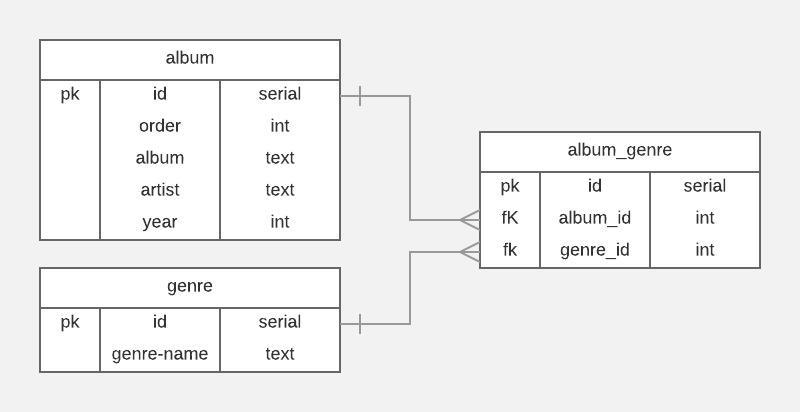 album
pk id serial
order int
album text
artist text
year int
genre
pk id serial
genre-name text
album_genre
pk id serial
fK album_id int
fk genre_id int